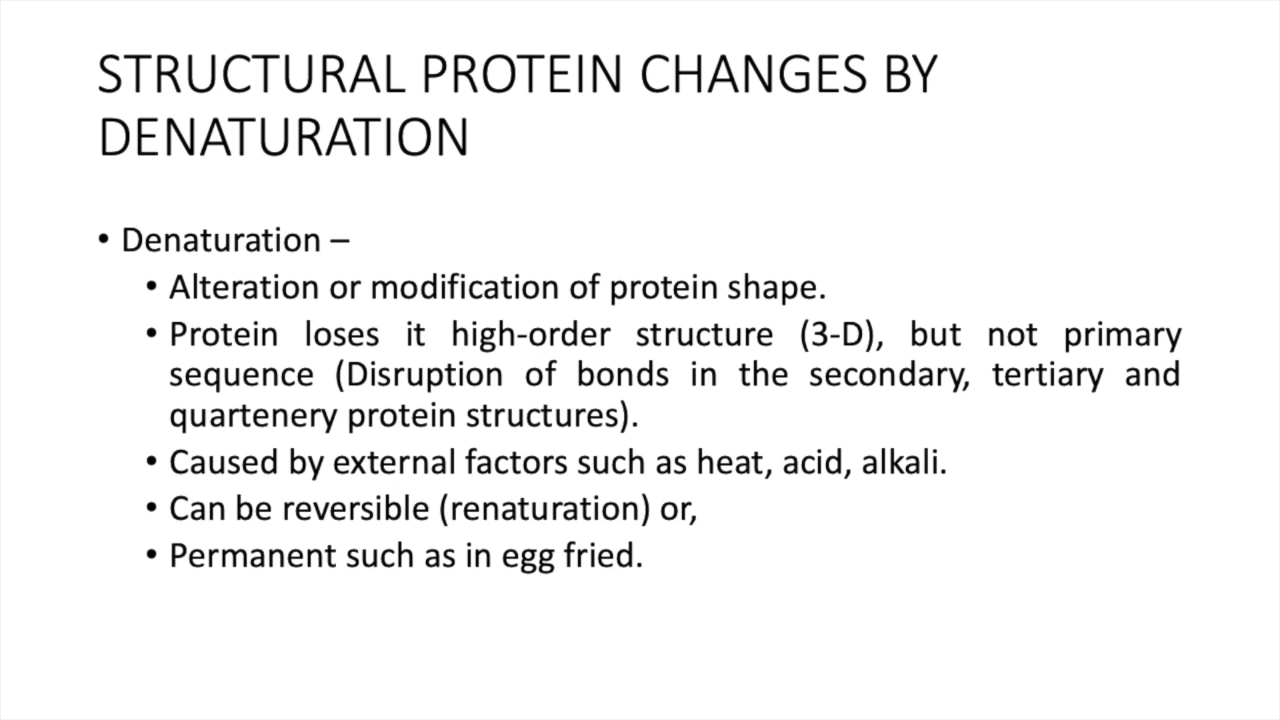 STRUCTURAL PROTEIN CHANGES BY
DENATURATION
• Denaturation –
• Alteration or modification of protein shape.
• Protein loses it high-order structure (3-D), but not primary
sequence (Disruption of bonds in the secondary, tertiary and
quartenery protein structures).
• Caused by external factors such as heat, acid, alkali.
• Can be reversible (renaturation) or,
• Permanent such as in egg fried.